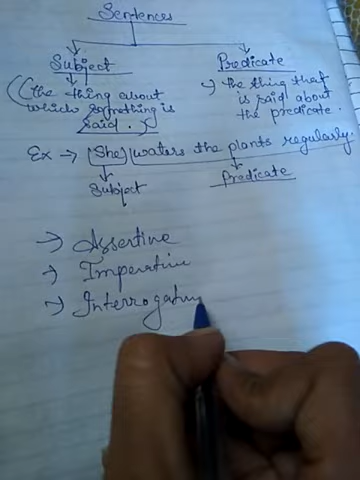 Sentences
Subject
Predicate
(The thing about
which something is
said.)
→ the thing that
is said about
the predicate.
Ex → She waters the plants regularly.
Subject
Predicate
→ Assertive
→ Imperative
→ Interrogative